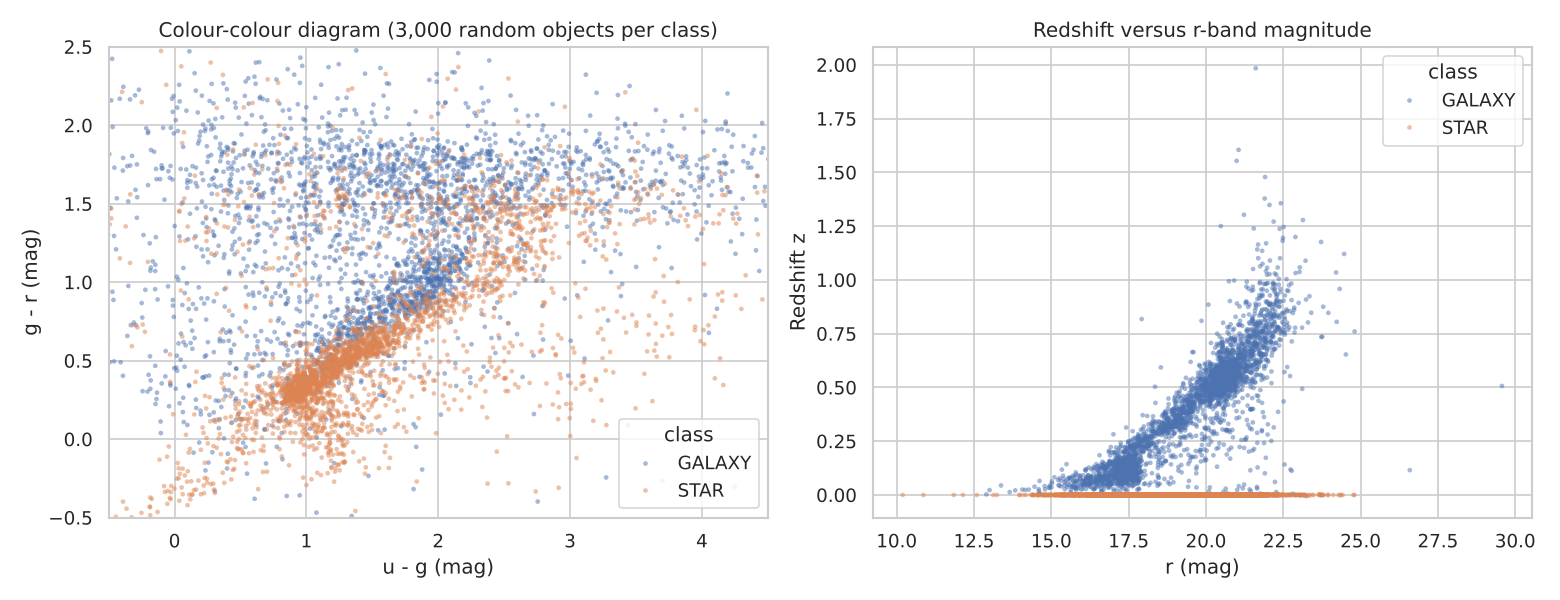 Colour-colour diagram (3,000 random objects per class)
2.5
2.0
1.5
1.0
0.5
0.0
−0.5
g - r (mag)
0
1
2
3
4
u - g (mag)
class
GALAXY
STAR
Redshift versus r-band magnitude
2.00
1.75
1.50
1.25
1.00
0.75
0.50
0.25
0.00
Redshift z
10.0
12.5
15.0
17.5
20.0
22.5
25.0
27.5
30.0
r (mag)
class
GALAXY
STAR